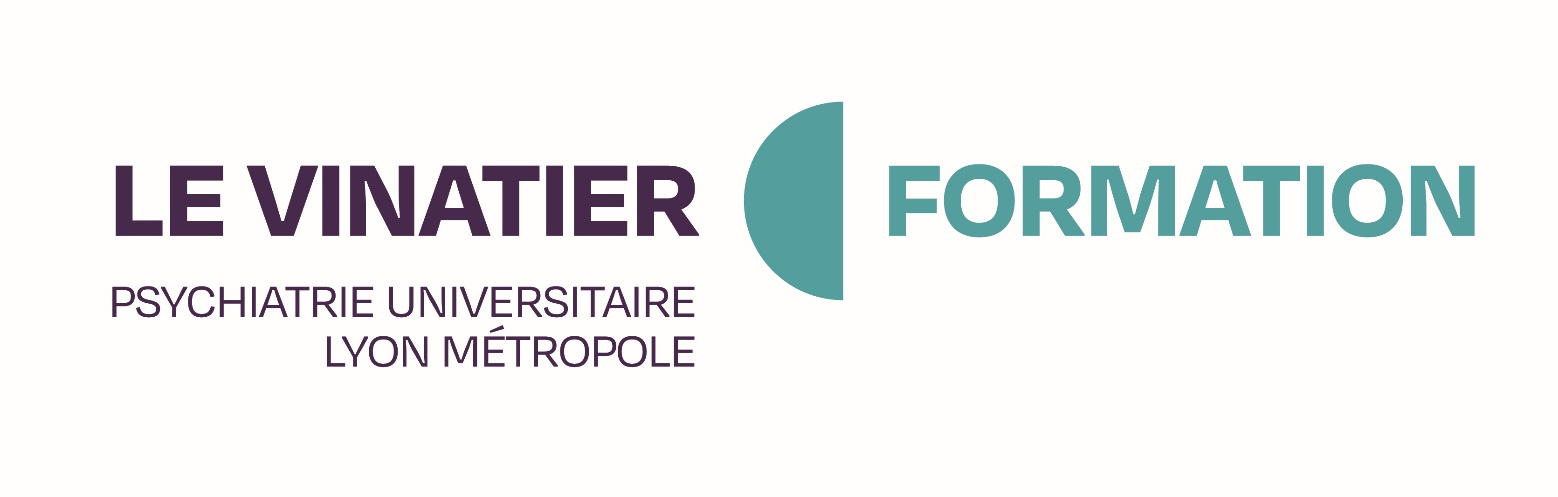 LE VINATIER
FORMATION
PSYCHIATRIE UNIVERSITAIRE
LYON MÉTROPOLE